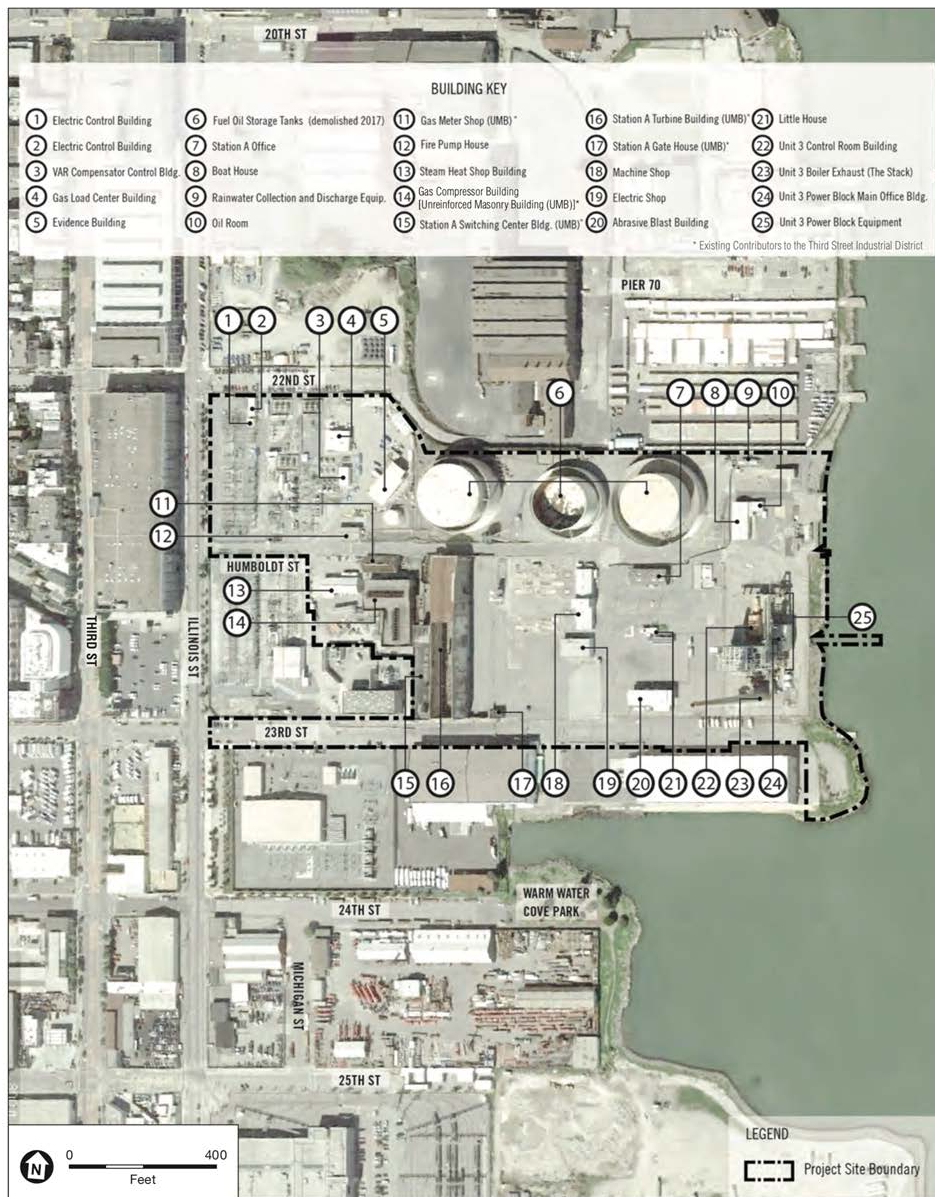 20TH ST
BUILDING KEY
1 Electric Control Building
2 Electric Control Building
3 VAR Compensator Control Bldg.
4 Gas Load Center Building
5 Evidence Building
6 Fuel Oil Storage Tanks (demolished 2017)
7 Station A Office
8 Boat House
9 Rainwater Collection and Discharge Equip.
10 Oil Room
11 Gas Meter Shop (UMB)*
12 Fire Pump House
13 Steam Heat Shop Building
14 Gas Compressor Building
[Unreinforced Masonry Building (UMB)]*
15 Station A Switching Center Bldg. (UMB)*
16 Station A Turbine Building (UMB)*
17 Station A Gate House (UMB)*
18 Machine Shop
19 Electric Shop
20 Abrasive Blast Building
21 Little House
22 Unit 3 Control Room Building
23 Unit 3 Boiler Exhaust (The Stack)
24 Unit 3 Power Block Main Office Bldg.
25 Unit 3 Power Block Equipment
* Existing Contributors to the Third Street Industrial District
PIER 70
1 2 3 4 5
22ND ST
6 7 8 9 10
11
12
HUMBOLDT ST
13
14
25
THIRD ST
ILLINOIS ST
23RD ST
15 16 17 18 19 20 21 22 23 24
WARM WATER
COVE PARK
24TH ST
MICHIGAN ST
25TH ST
LEGEND
Project Site Boundary
N
0 400
Feet